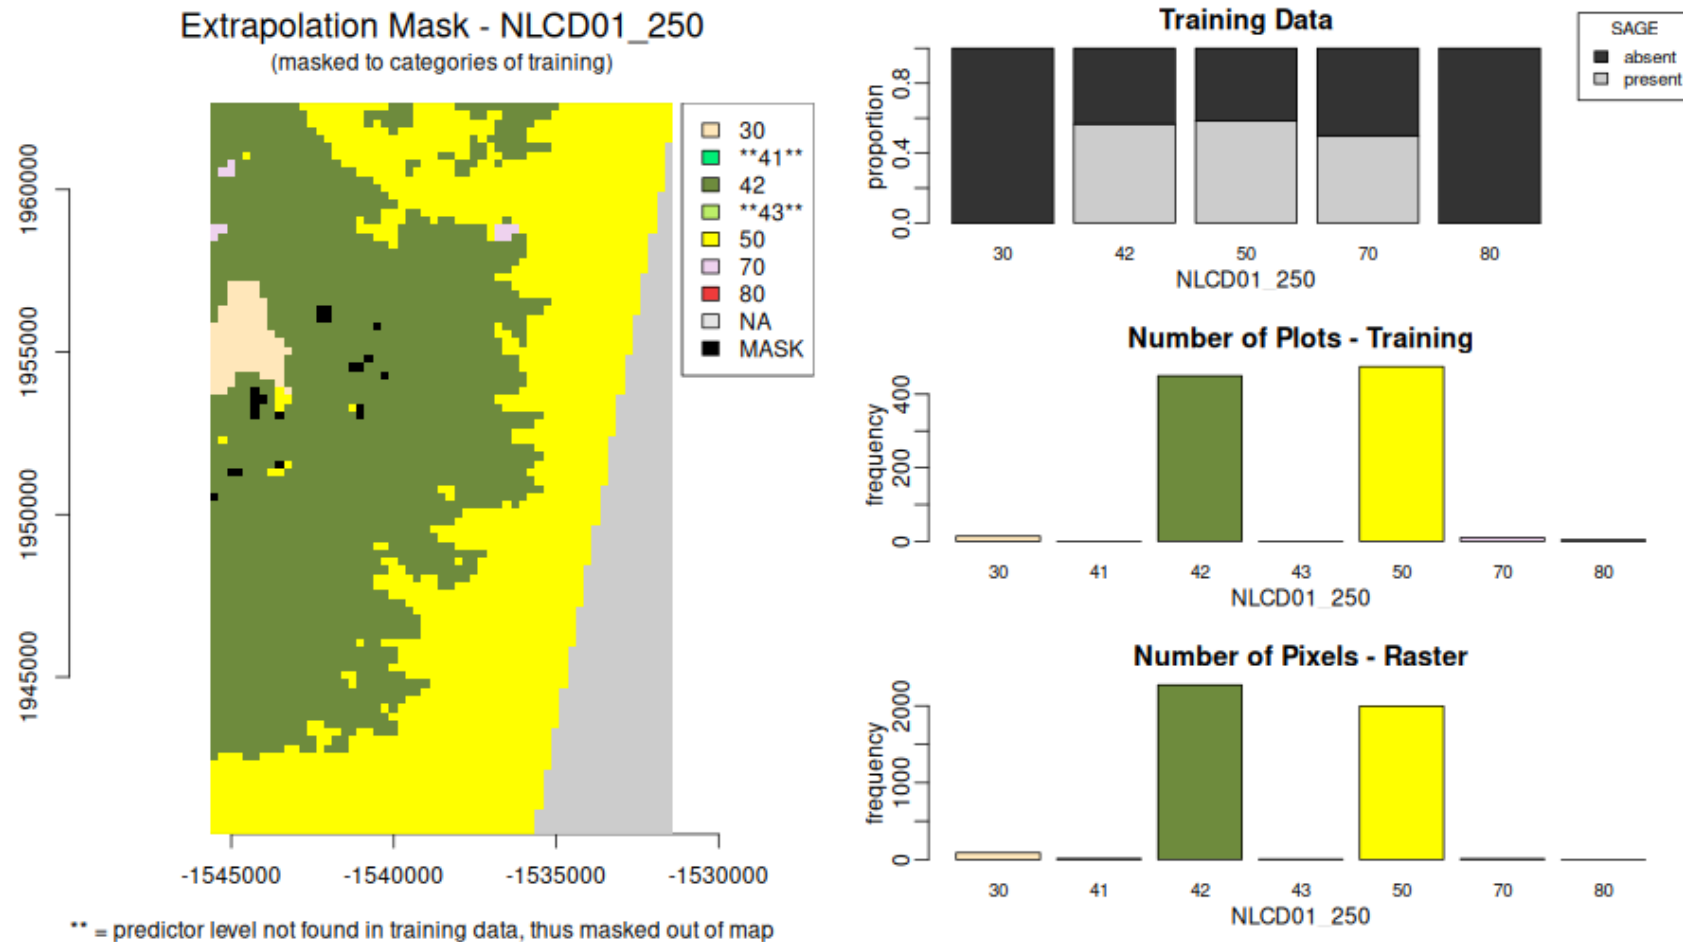 Extrapolation Mask - NLCD01_250
(masked to categories of training)
1960000
1955000
1950000
1945000
-1545000 -1540000 -1535000 -1530000
30
**41**
42
**43**
50
70
80
NA
MASK
** = predictor level not found in training data, thus masked out of map
Training Data
proportion
0.8
0.4
0.0
30 42 50 70 80
NLCD01_250
SAGE
absent
present
Number of Plots - Training
frequency
400
200
0
30 41 42 43 50 70 80
NLCD01_250
Number of Pixels - Raster
frequency
2000
1000
0
30 41 42 43 50 70 80
NLCD01_250